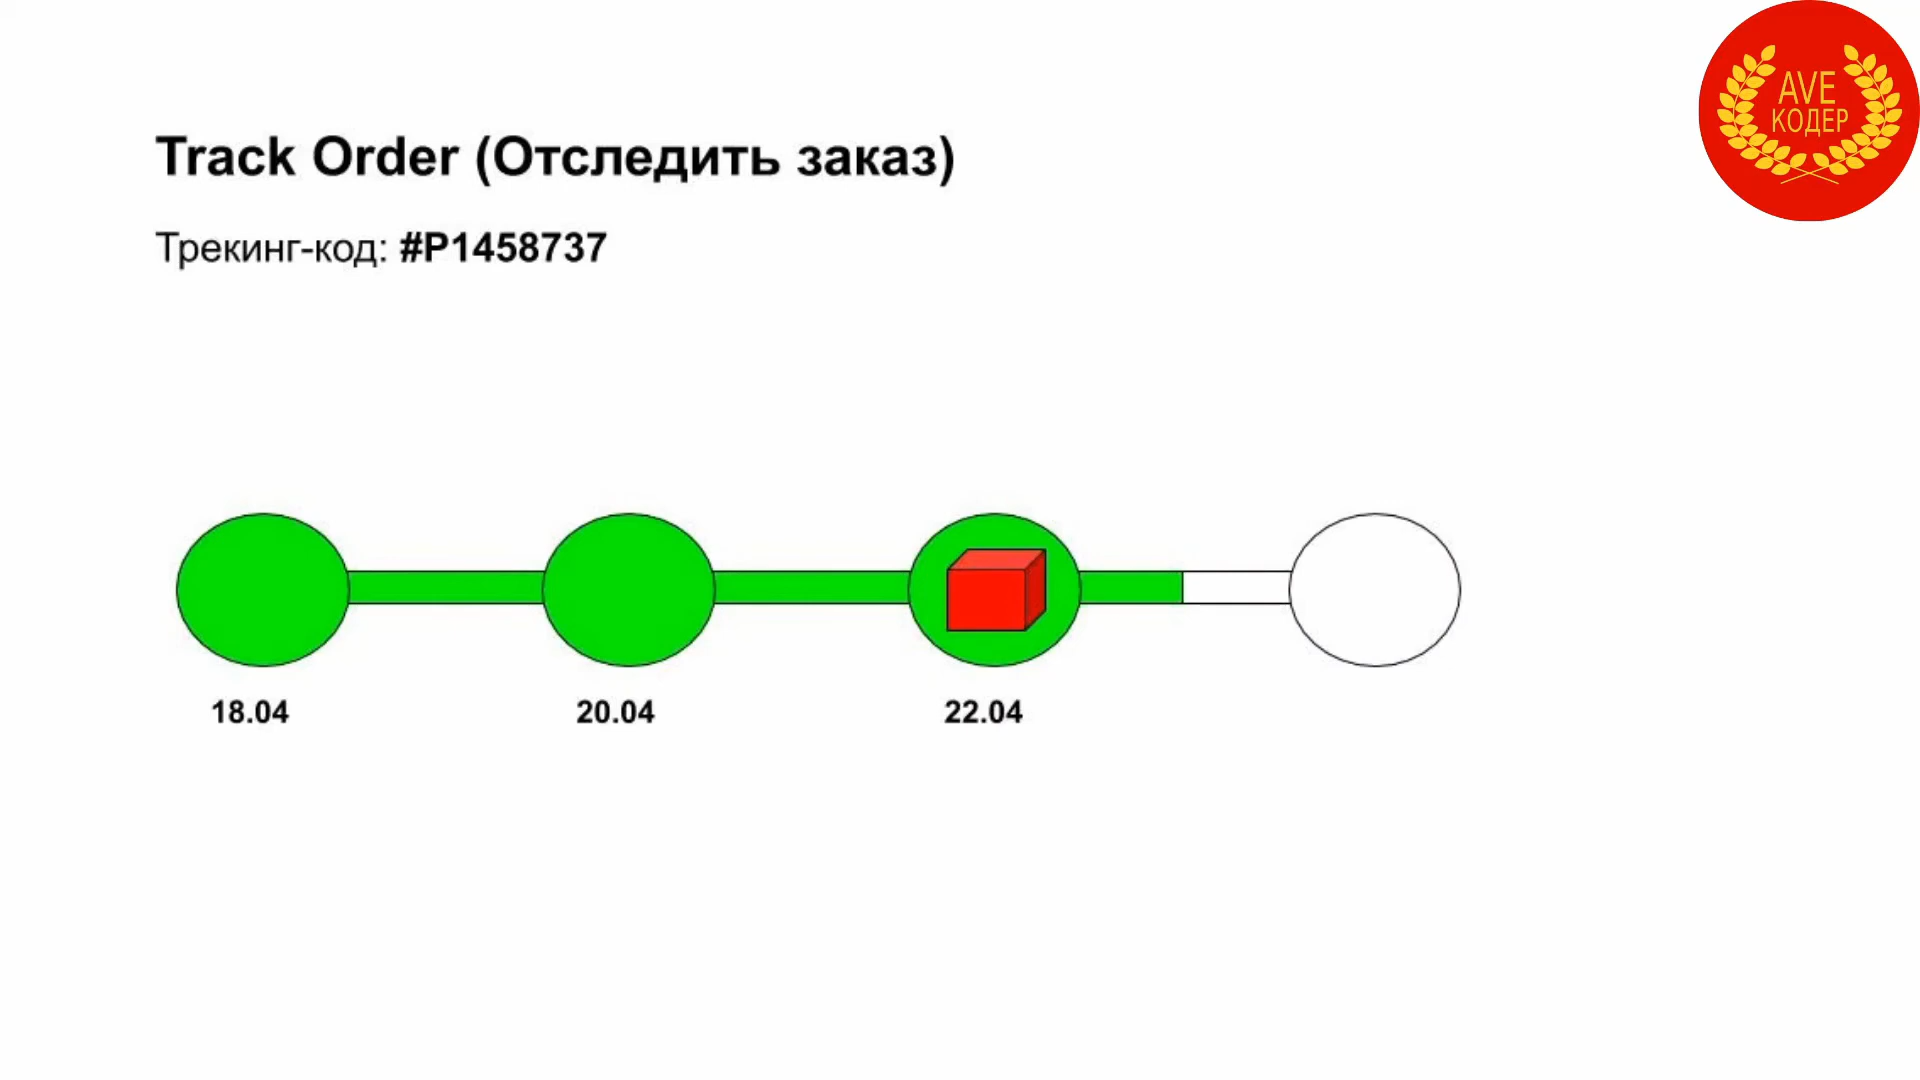 AVE
КОДЕР
Track Order (Отследить заказ)
Трекинг-код: #P1458737
18.04
20.04
22.04